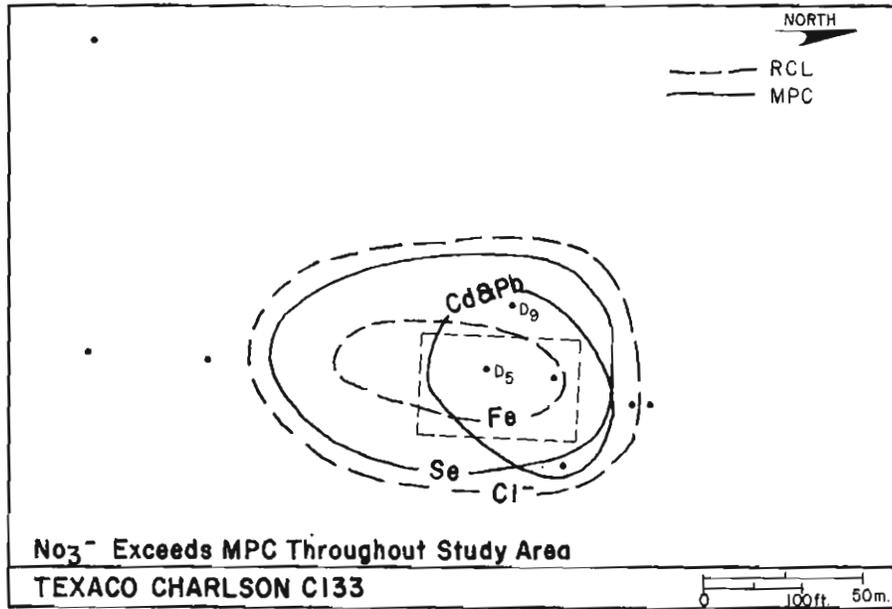 NORTH
RCL
MPC
Cd&Pb
D9
D5
Fe
Se
Cl⁻
No₃⁻ Exceeds MPC Throughout Study Area
TEXACO CHARLSON C133
0 100ft. 50m.